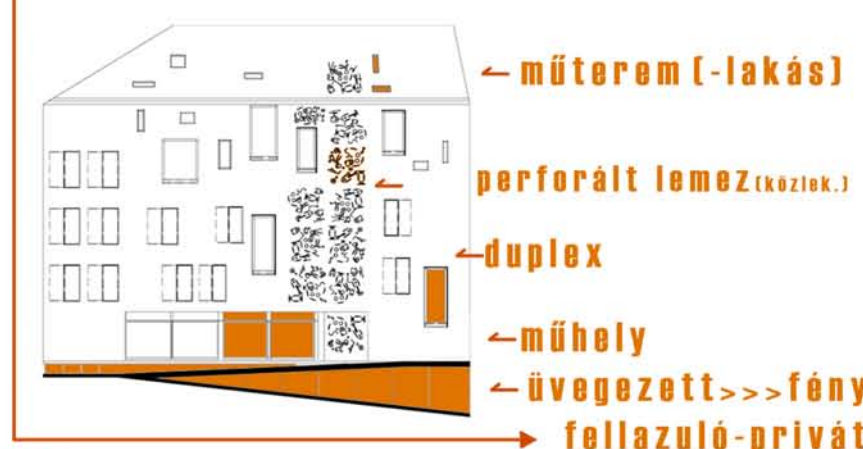 műterem (-lakás)
perforált lemez (közlek.)
duplex
műhely
üvegezett>>>fény
fellazuló-privát